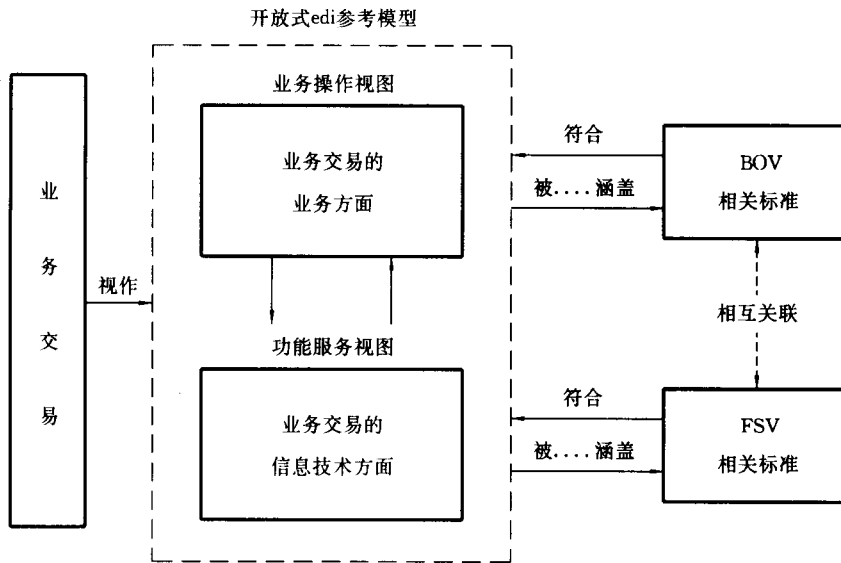 开放式edi参考模型
业务操作视图
业务交易的
业务方面
业务交易
视作
功能服务视图
业务交易的
信息技术方面
符合
被....涵盖
BOV
相关标准
相互关联
符合
被....涵盖
FSV
相关标准